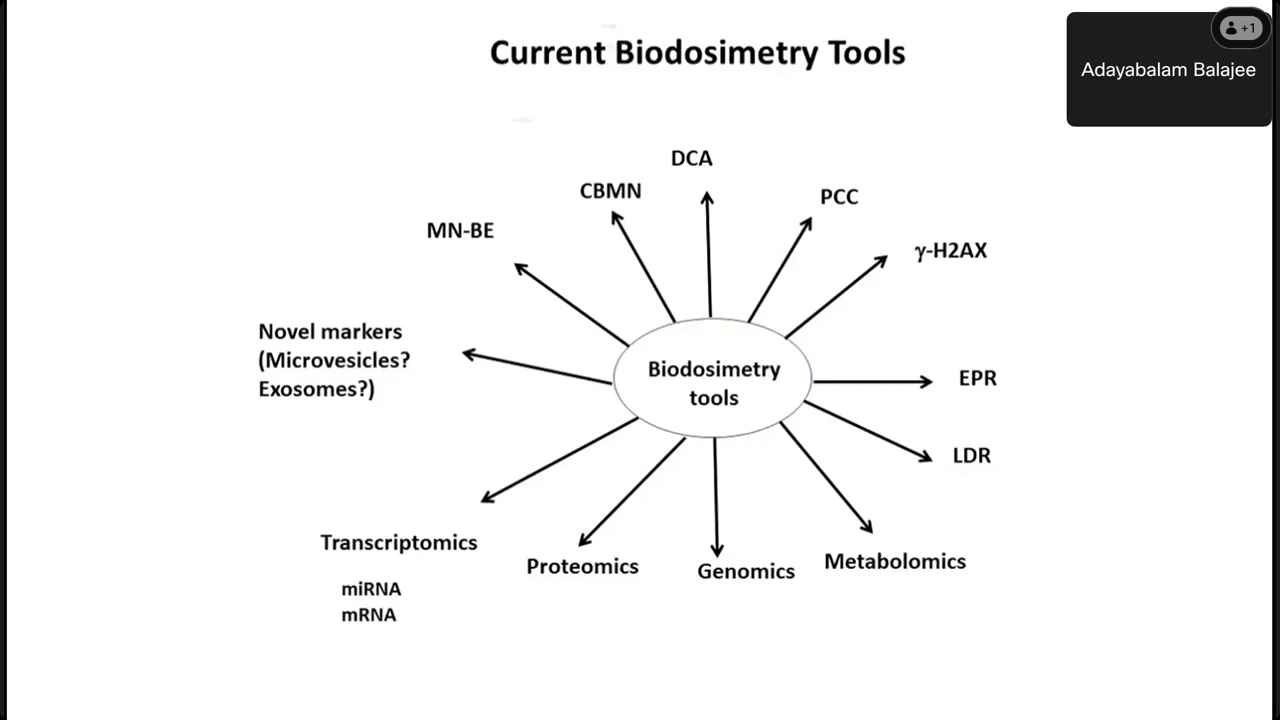 Current Biodosimetry Tools
+1
Adayabalam Balajee
DCA
CBMN
PCC
MN-BE
γ-H2AX
Novel markers
(Microvesicles?
Exosomes?)
Biodosimetry
tools
EPR
LDR
Transcriptomics
miRNA
mRNA
Proteomics
Genomics
Metabolomics